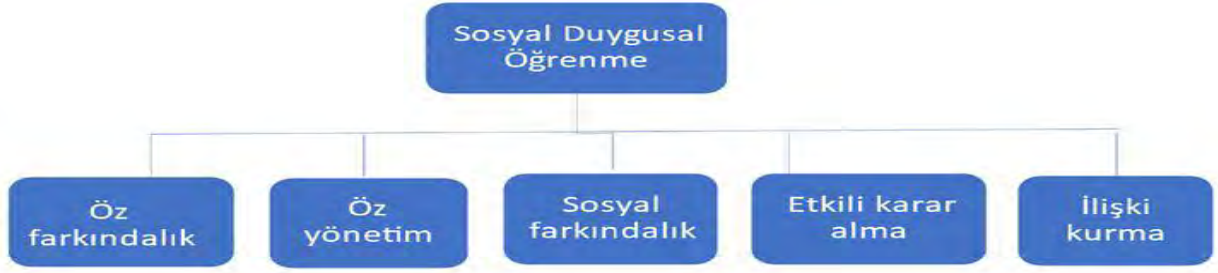 Sosyal Duygusal
Öğrenme
Öz
farkındalık
Öz
yönetim
Sosyal
farkındalık
Etkili karar
alma
İlişki
kurma